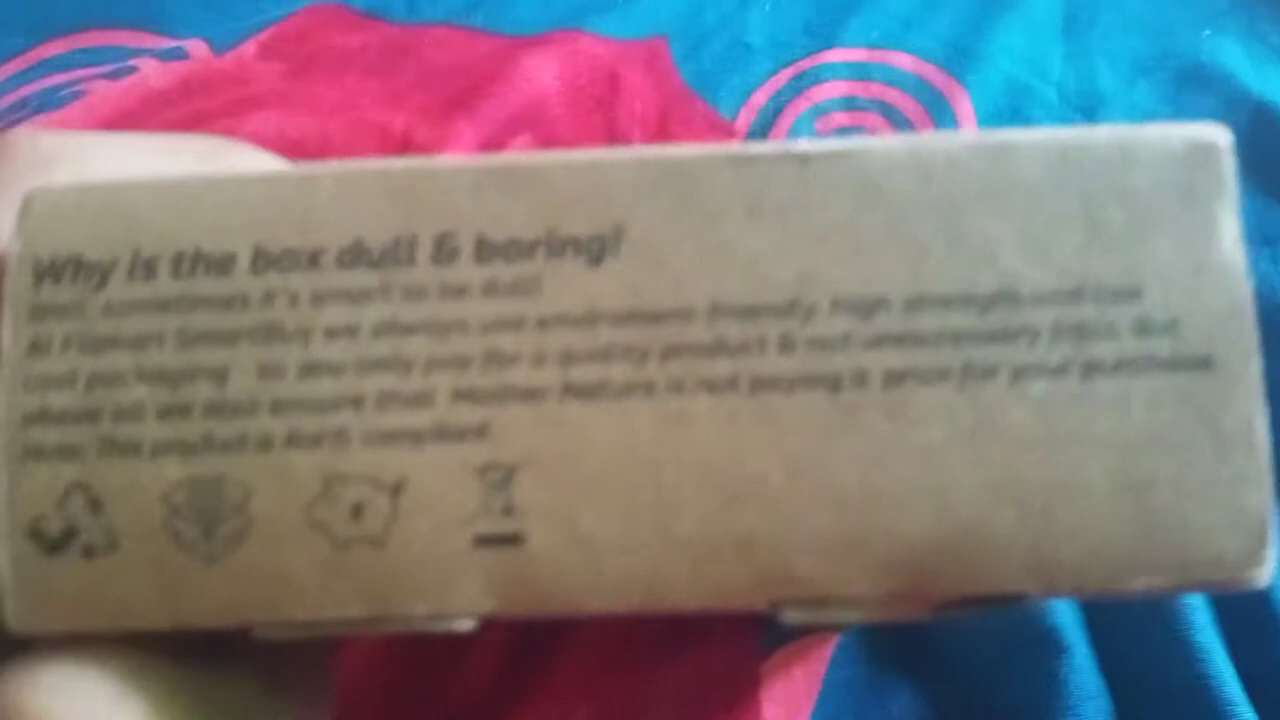 Why is the box dull & boring!
Well, sometimes it's smart to be dull!
At Flipkart SmartBuy we always use environment friendly, high strength and low
cost packaging so you only pay for a quality product & not unnecessary frills. But
above all we also ensure that Mother Nature is not paying a price for your purchase.
Note: This product is RoHS compliant